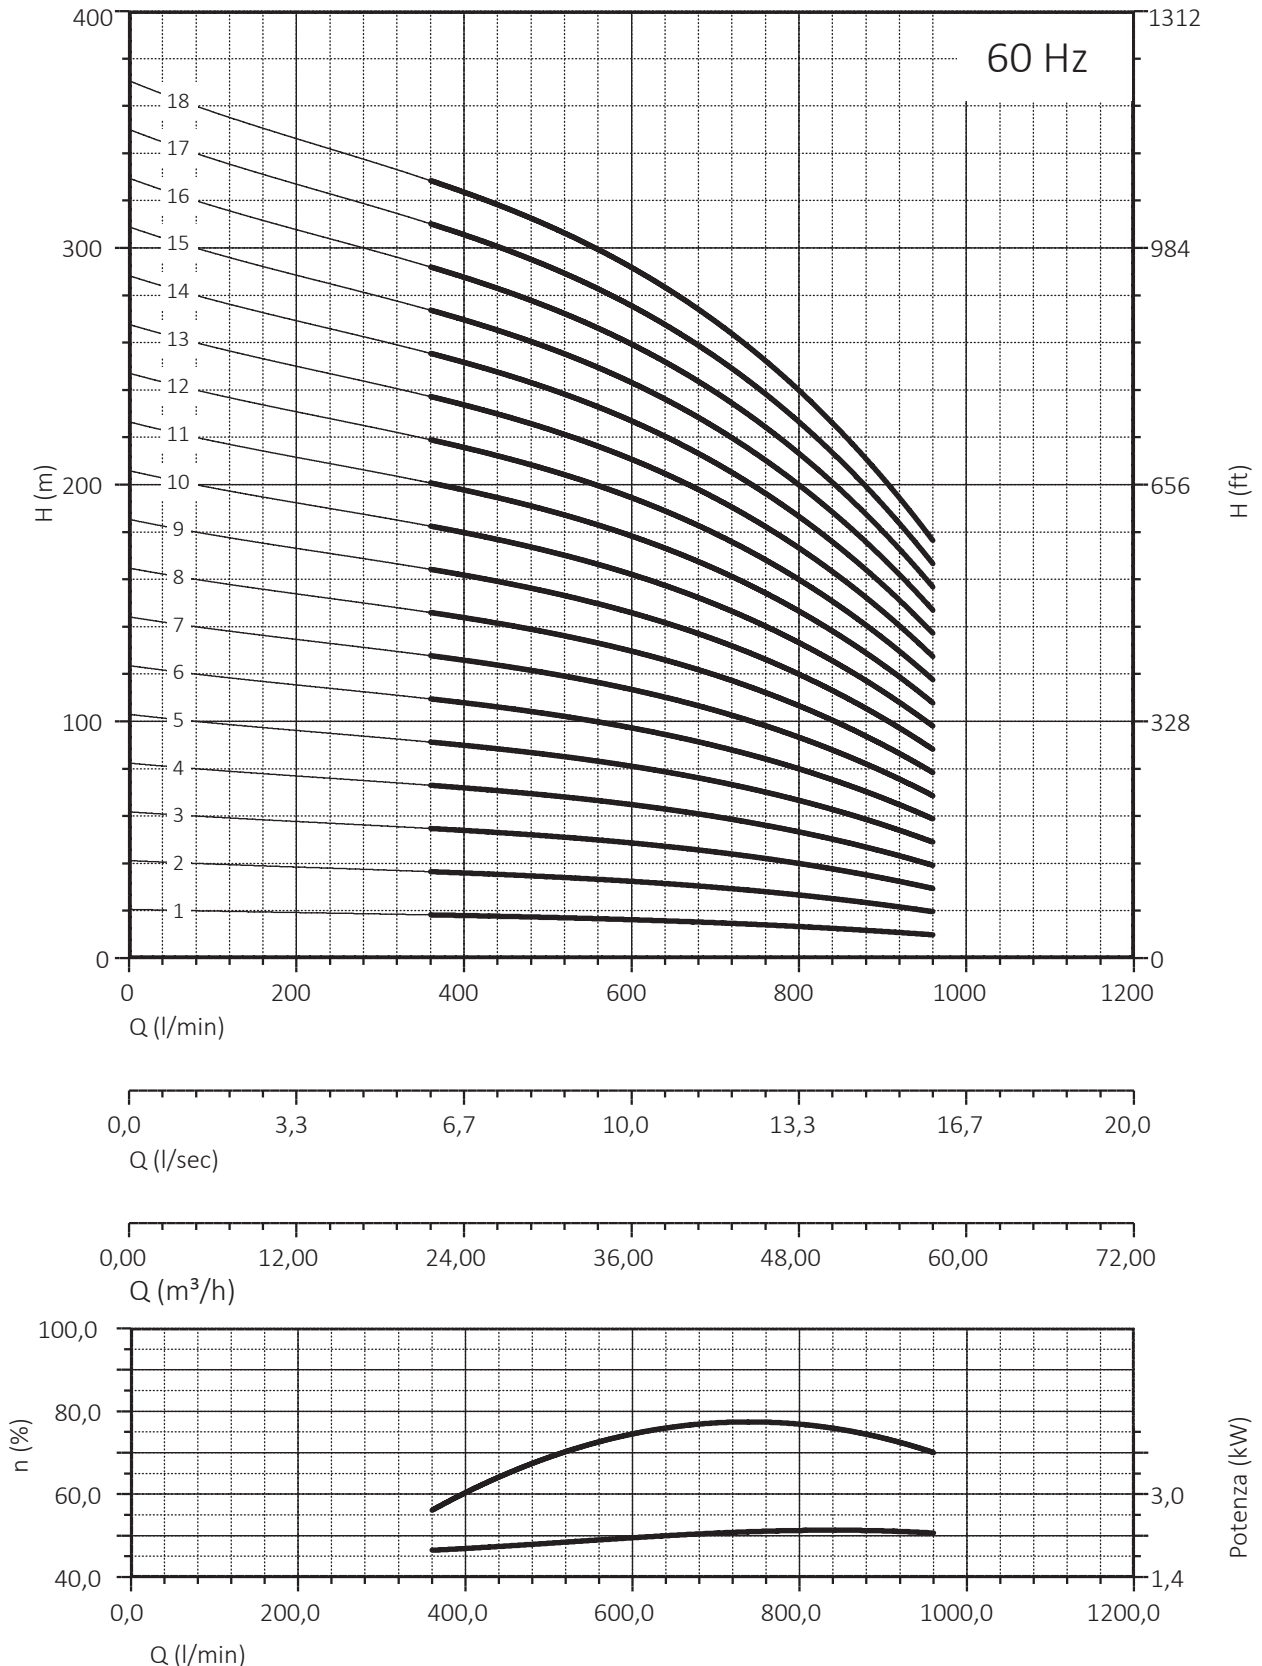 400
1312
60 Hz
18
17
16
300
984
15
14
13
12
11
H (m)
200
10
656
H (ft)
9
8
7
6
100
5
328
4
3
2
1
0
0
0 200 400 600 800 1000 1200
Q (l/min)
0,0 3,3 6,7 10,0 13,3 16,7 20,0
Q (l/sec)
0,00 12,00 24,00 36,00 48,00 60,00 72,00
Q (m³/h)
100,0
80,0
n (%)
Potenza (kW)
60,0
3,0
40,0
1,4
0,0 200,0 400,0 600,0 800,0 1000,0 1200,0
Q (l/min)